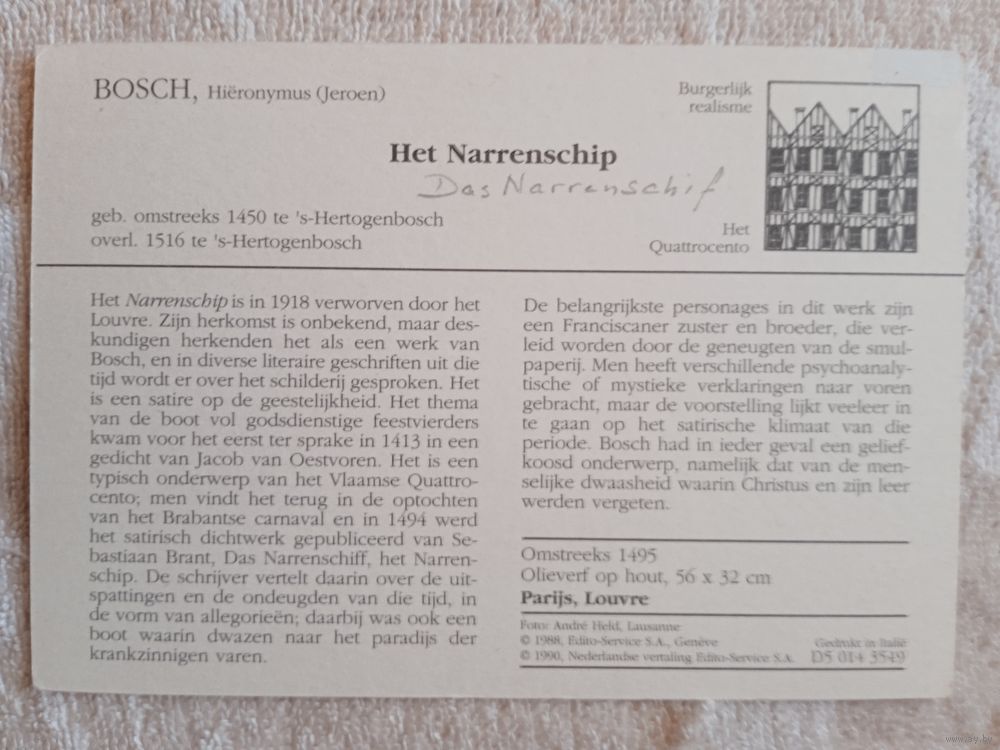 BOSCH, Hiëronymus (Jeroen)
Burgerlijk
realisme
Het Narrenschip
Das Narrenschif
geb. omstreeks 1450 te 's-Hertogenbosch
overl. 1516 te 's-Hertogenbosch
Het
Quattrocento
Het Narrenschip is in 1918 verworven door het
Louvre. Zijn herkomst is onbekend, maar des-
kundigen herkenden het als een werk van
Bosch, en in diverse literaire geschriften uit die
tijd wordt er over het schilderij gesproken. Het
is een satire op de geestelijkheid. Het thema
van de boot vol godsdienstige feestvierders
kwam voor het eerst ter sprake in 1413 in een
gedicht van Jacob van Oestvoren. Het is een
typisch onderwerp van het Vlaamse Quattro-
cento; men vindt het terug in de optochten
van het Brabantse carnaval en in 1494 werd
het satirisch dichtwerk gepubliceerd van Se-
bastiaan Brant, Das Narrenschiff, het Narren-
schip. De schrijver vertelt daarin over de uit-
spattingen en de ondeugden van die tijd, in
de vorm van allegorieën; daarbij was ook een
boot waarin dwazen naar het paradijs der
krankzinnigen varen.
De belangrijkste personages in dit werk zijn
een Franciscaner zuster en broeder, die ver-
leid worden door de geneugten van de smul-
paperij. Men heeft verschillende psychoanaly-
tische of mystieke verklaringen naar voren
gebracht, maar de voorstelling lijkt veeleer in
te gaan op het satirische klimaat van die
periode. Bosch had in ieder geval een gelief-
koosd onderwerp, namelijk dat van de men-
selijke dwaasheid waarin Christus en zijn leer
werden vergeten.
Omstreeks 1495
Olieverf op hout, 56 x 32 cm
Parijs, Louvre
Foto: André Held, Lausanne
© 1988, Edito-Service S.A., Genève
Gedrukt in Italië
© 1990, Nederlandse vertaling Edito-Service S.A.
D5 014 3549
www.ay.by